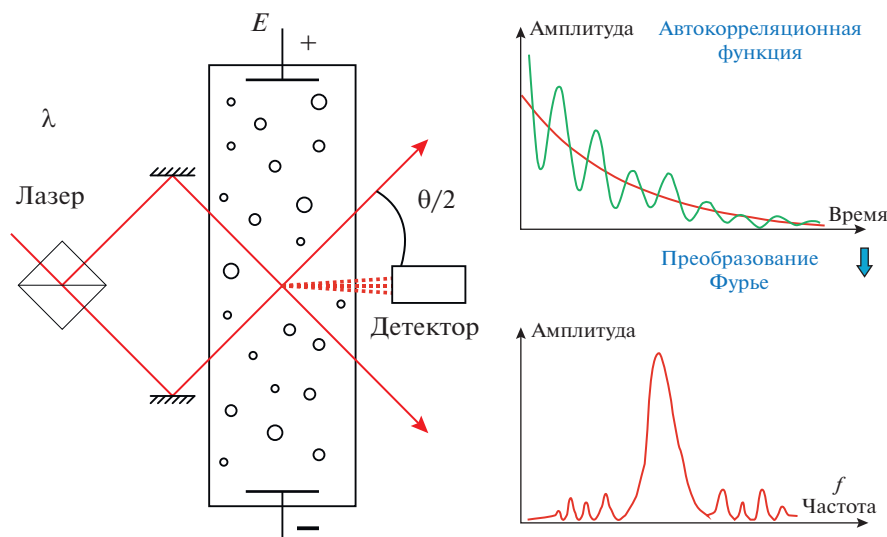 E
+
λ
Лазер
θ/2
Детектор
–
Амплитуда
Автокорреляционная
функция
Время
Преобразование
Фурье
Амплитуда
f
Частота